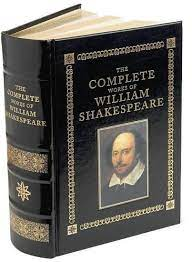 THE
COMPLETE
WORKS OF
WILLIAM
SHAKESPEARE
THE
COMPLETE
WORKS OF
WILLIAM
SHAKESPEARE